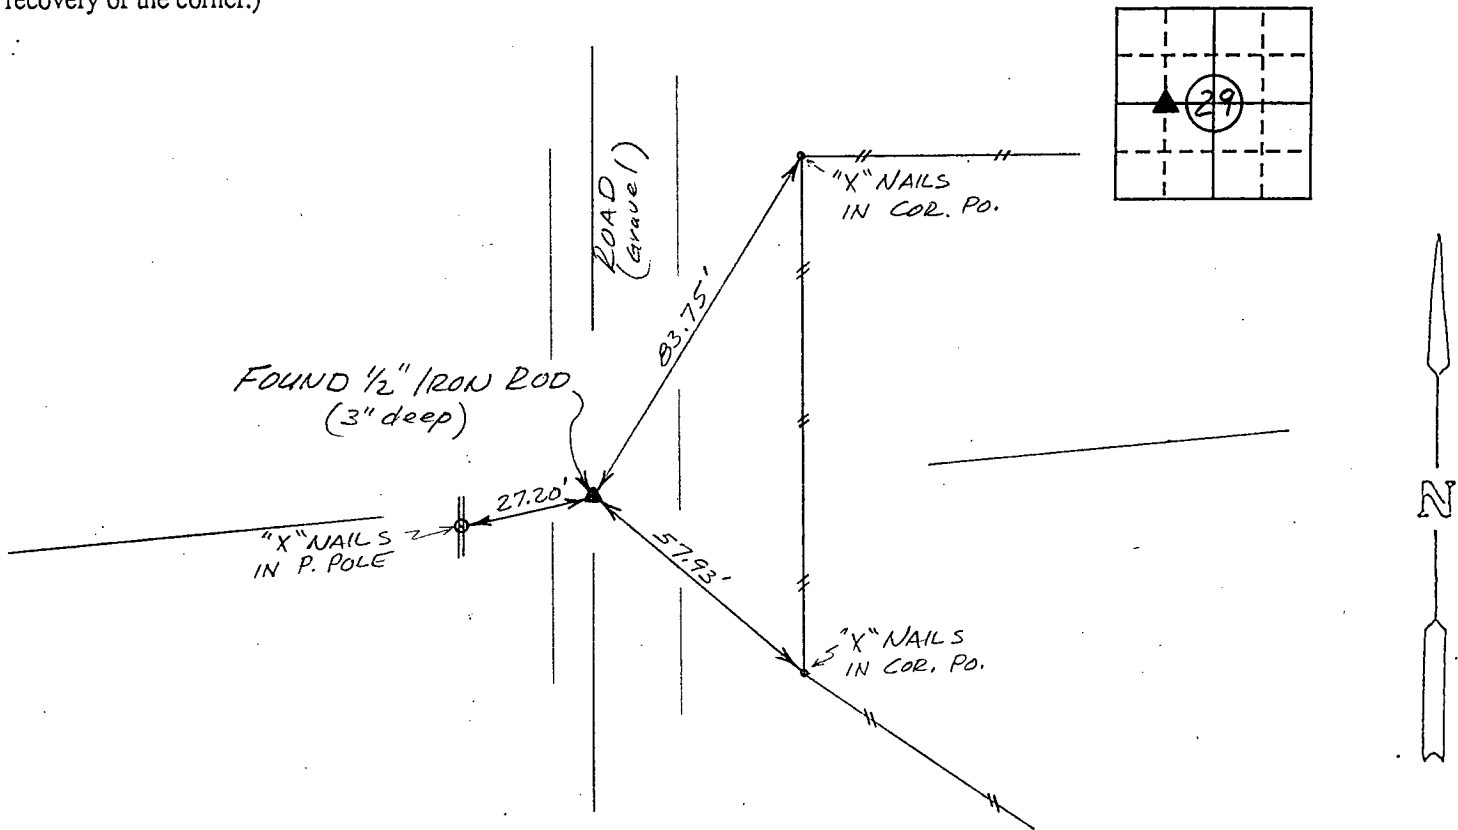 recovery of the corner.)
29
ROAD
(Gravel)
"X" NAILS
IN COR. PO.
83.75'
FOUND 1/2" IRON ROD
(3" deep)
27.20'
"X" NAILS
IN P. POLE
57.93'
"X" NAILS
IN COR. PO.
N